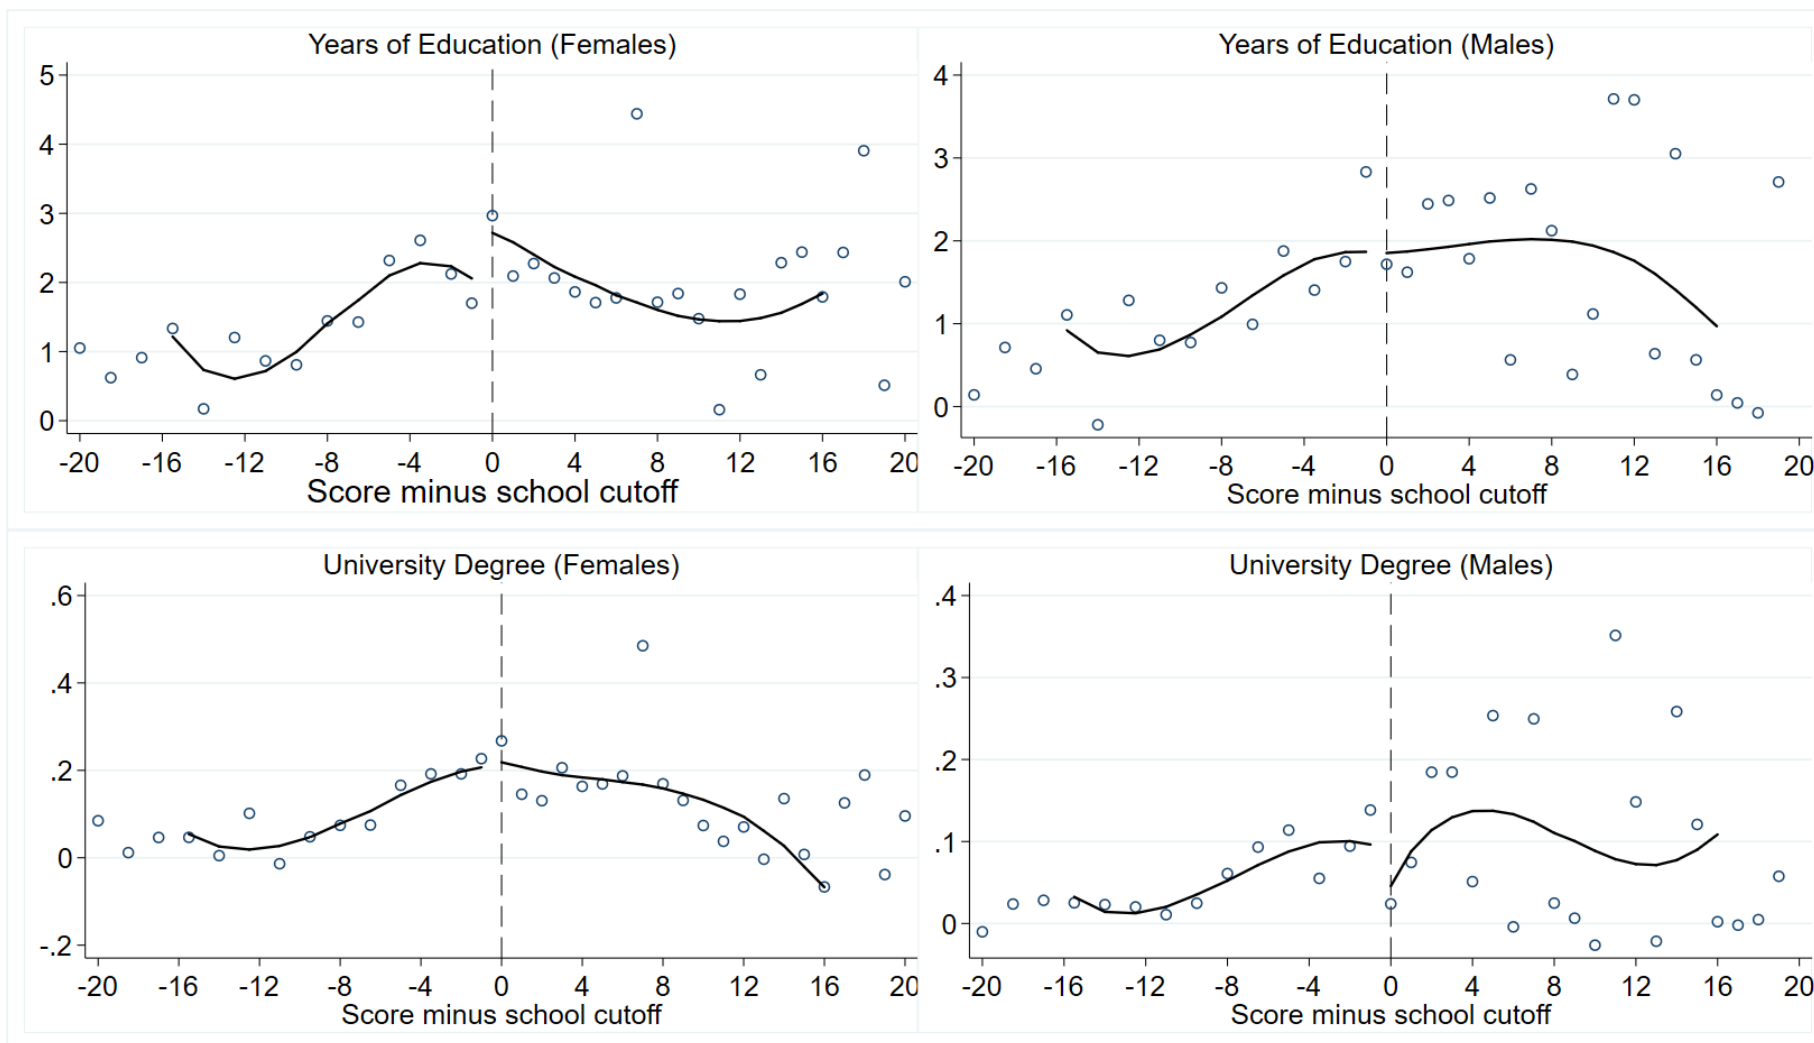 Years of Education (Females)
5
4
3
2
1
0
-20 -16 -12 -8 -4 0 4 8 12 16 20
Score minus school cutoff
Years of Education (Males)
4
3
2
1
0
-20 -16 -12 -8 -4 0 4 8 12 16 20
Score minus school cutoff
University Degree (Females)
.6
.4
.2
0
-.2
-20 -16 -12 -8 -4 0 4 8 12 16 20
Score minus school cutoff
University Degree (Males)
.4
.3
.2
.1
0
-20 -16 -12 -8 -4 0 4 8 12 16 20
Score minus school cutoff